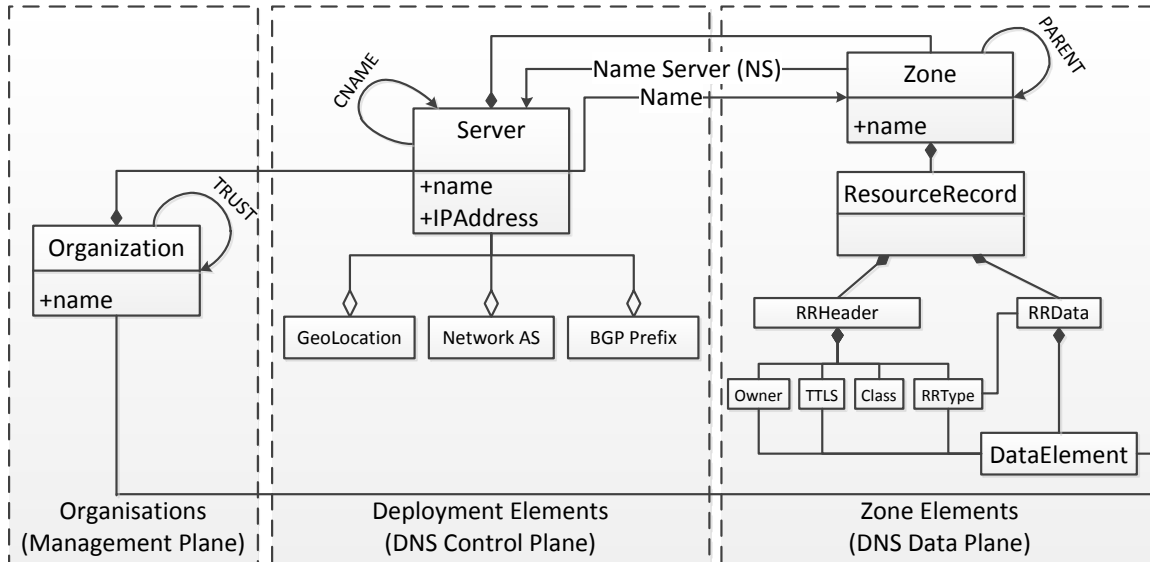 PARENT
Zone
+name
Name Server (NS)
Name
CNAME
Server
+name
+IPAddress
TRUST
Organization
+name
ResourceRecord
GeoLocation
Network AS
BGP Prefix
RRHeader
RRData
Owner
TTLS
Class
RRType
DataElement
Organisations
(Management Plane)
Deployment Elements
(DNS Control Plane)
Zone Elements
(DNS Data Plane)